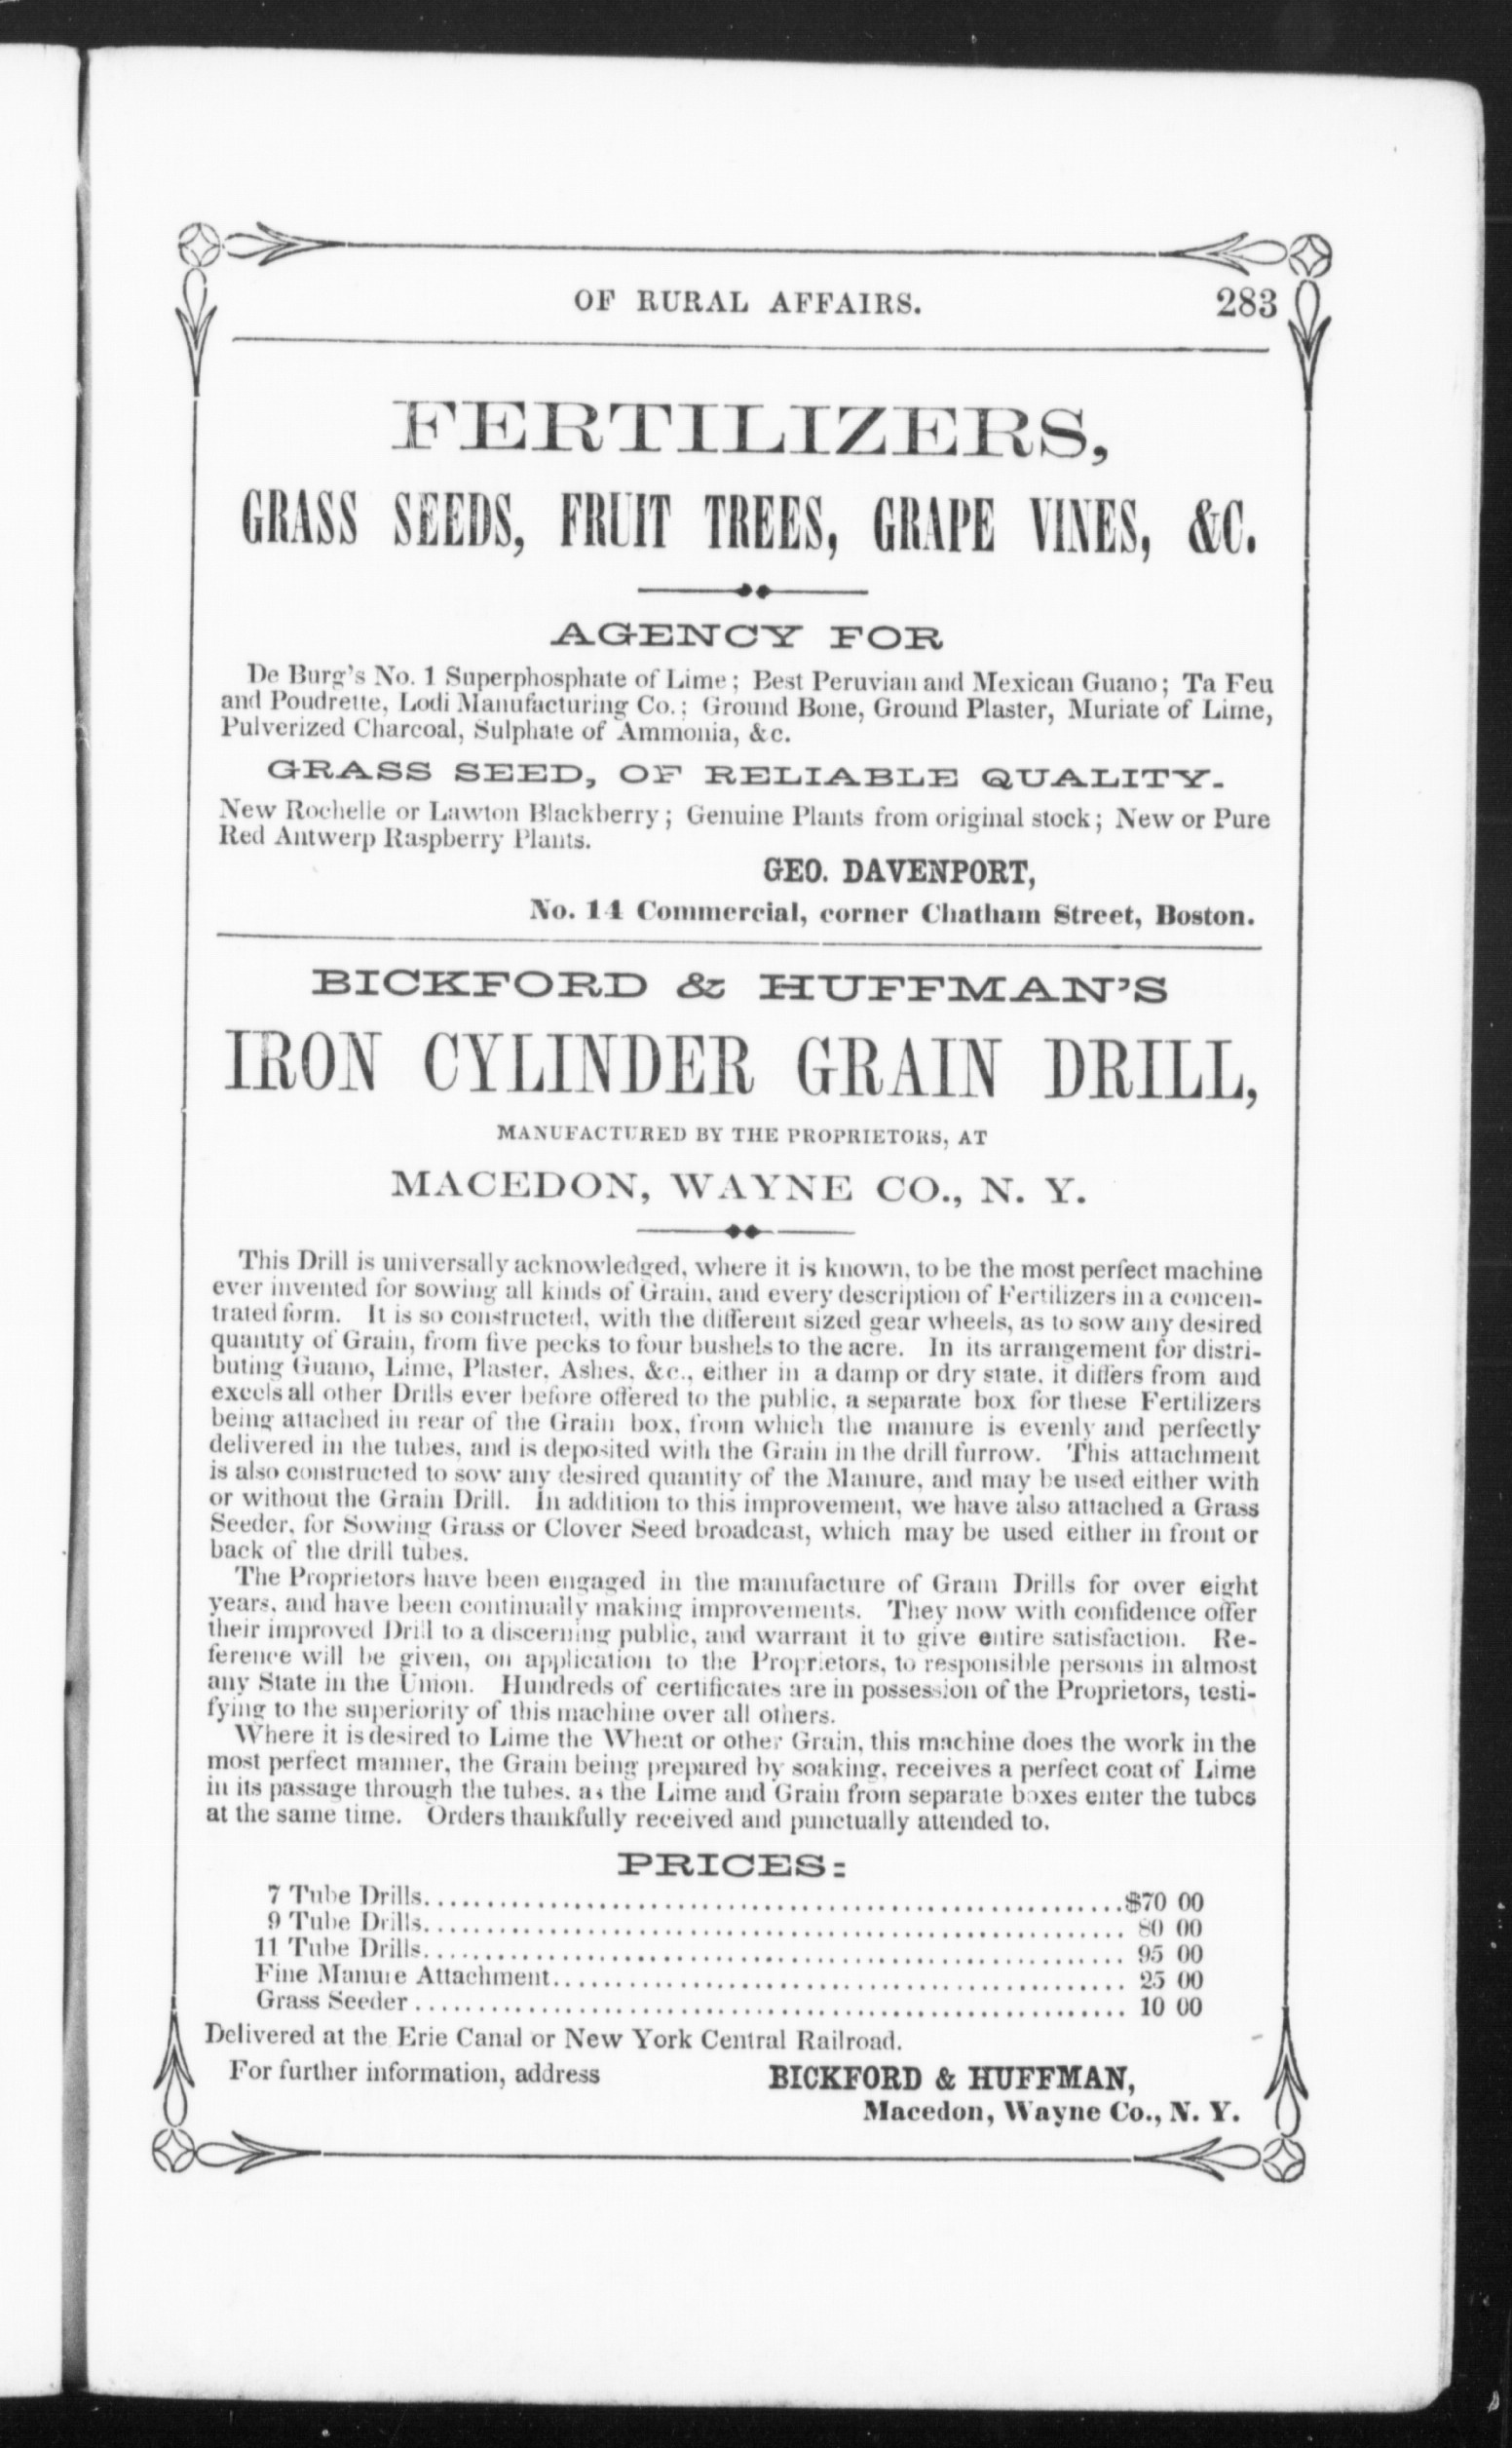 OF RURAL AFFAIRS. 283
FERTILIZERS,
GRASS SEEDS, FRUIT TREES, GRAPE VINES, &C.
AGENCY FOR
De Burg's No. 1 Superphosphate of Lime; Best Peruvian and Mexican Guano; Ta Feu
and Poudrette, Lodi Manufacturing Co.; Ground Bone, Ground Plaster, Muriate of Lime,
Pulverized Charcoal, Sulphate of Ammonia, &c.
GRASS SEED, OF RELIABLE QUALITY.
New Rochelle or Lawton Blackberry; Genuine Plants from original stock; New or Pure
Red Antwerp Raspberry Plants.
GEO. DAVENPORT,
No. 14 Commercial, corner Chatham Street, Boston.
BICKFORD & HUFFMAN'S
IRON CYLINDER GRAIN DRILL,
MANUFACTURED BY THE PROPRIETORS, AT
MACEDON, WAYNE CO., N. Y.
This Drill is universally acknowledged, where it is known, to be the most perfect machine
ever invented for sowing all kinds of Grain, and every description of Fertilizers in a concen-
trated form. It is so constructed, with the different sized gear wheels, as to sow any desired
quantity of Grain, from five pecks to four bushels to the acre. In its arrangement for distri-
buting Guano, Lime, Plaster, Ashes, &c., either in a damp or dry state, it differs from and
excels all other Drills ever before offered to the public, a separate box for these Fertilizers
being attached in rear of the Grain box, from which the manure is evenly and perfectly
delivered in the tubes, and is deposited with the Grain in the drill furrow. This attachment
is also constructed to sow any desired quantity of the Manure, and may be used either with
or without the Grain Drill. In addition to this improvement, we have also attached a Grass
Seeder, for Sowing Grass or Clover Seed broadcast, which may be used either in front or
back of the drill tubes.
The Proprietors have been engaged in the manufacture of Grain Drills for over eight
years, and have been continually making improvements. They now with confidence offer
their improved Drill to a discerning public, and warrant it to give entire satisfaction. Re-
ference will be given, on application to the Proprietors, to responsible persons in almost
any State in the Union. Hundreds of certificates are in possession of the Proprietors, testi-
fying to the superiority of this machine over all others.
Where it is desired to Lime the Wheat or other Grain, this machine does the work in the
most perfect manner, the Grain being prepared by soaking, receives a perfect coat of Lime
in its passage through the tubes, as the Lime and Grain from separate boxes enter the tubes
at the same time. Orders thankfully received and punctually attended to.
PRICES:
7 Tube Drills.......................................................$70 00
9 Tube Drills....................................................... 80 00
11 Tube Drills...................................................... 95 00
Fine Manure Attachment............................................. 25 00
Grass Seeder....................................................... 10 00
Delivered at the Erie Canal or New York Central Railroad.
For further information, address BICKFORD & HUFFMAN,
Macedon, Wayne Co., N. Y.